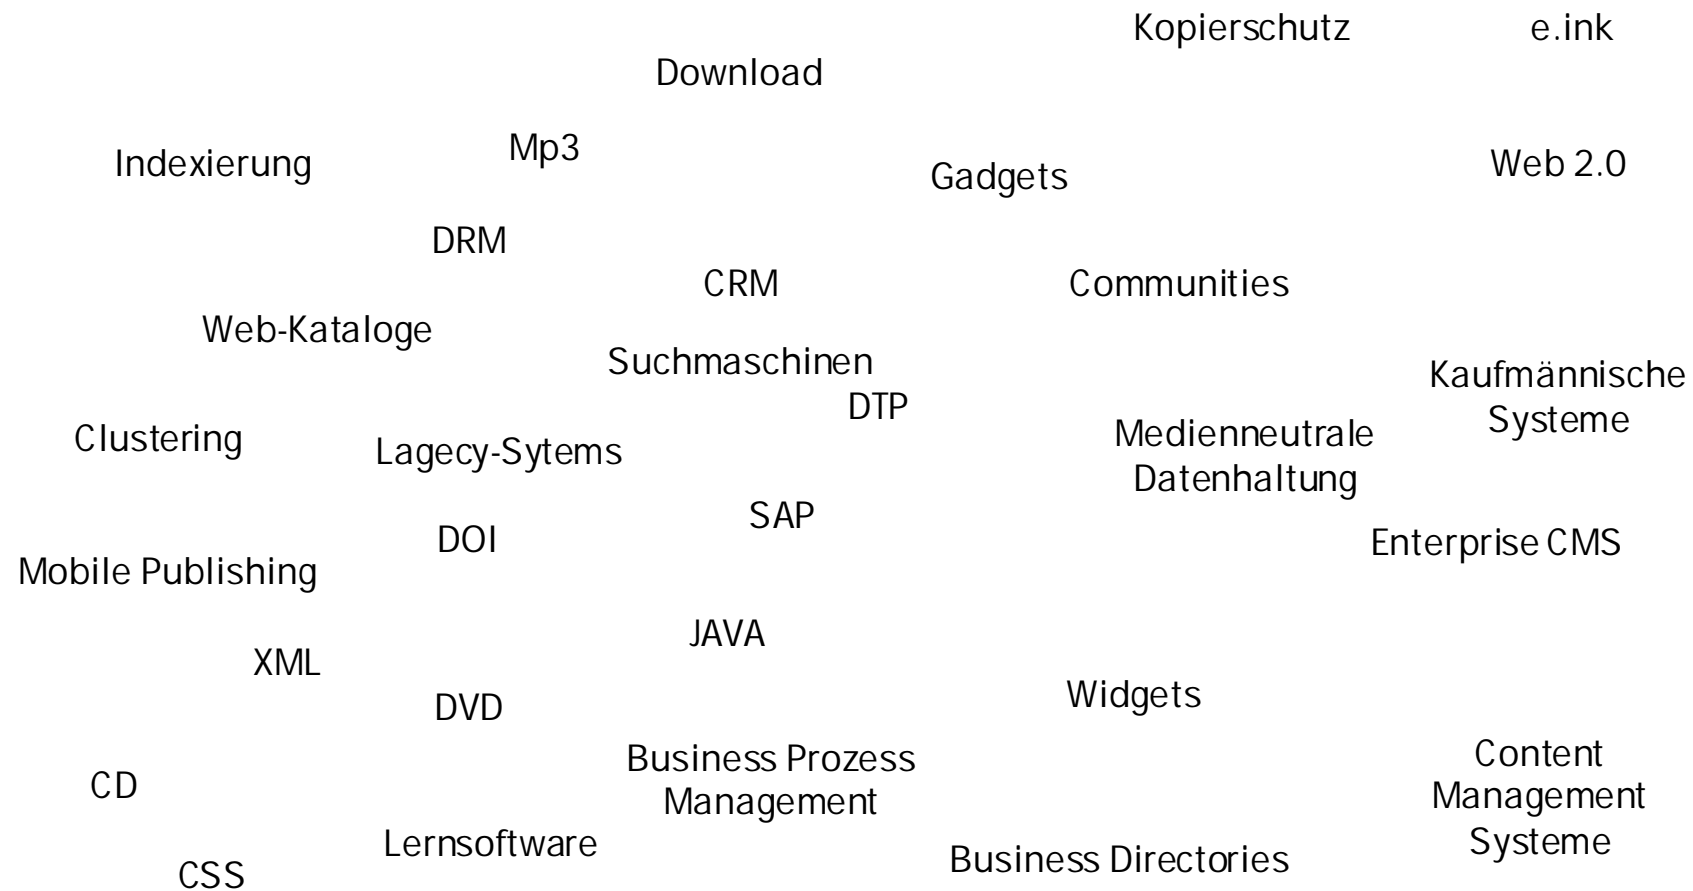 Kopierschutz
e.ink
Download
Mp3
Indexierung
Gadgets
Web 2.0
DRM
CRM
Communities
Web-Kataloge
Suchmaschinen
DTP
Kaufmännische
Systeme
Clustering
Lagecy-Sytems
Medienneutrale
Datenhaltung
SAP
DOI
Enterprise CMS
Mobile Publishing
JAVA
XML
Widgets
DVD
Business Prozess
Management
Content
Management
Systeme
CD
Lernsoftware
Business Directories
CSS